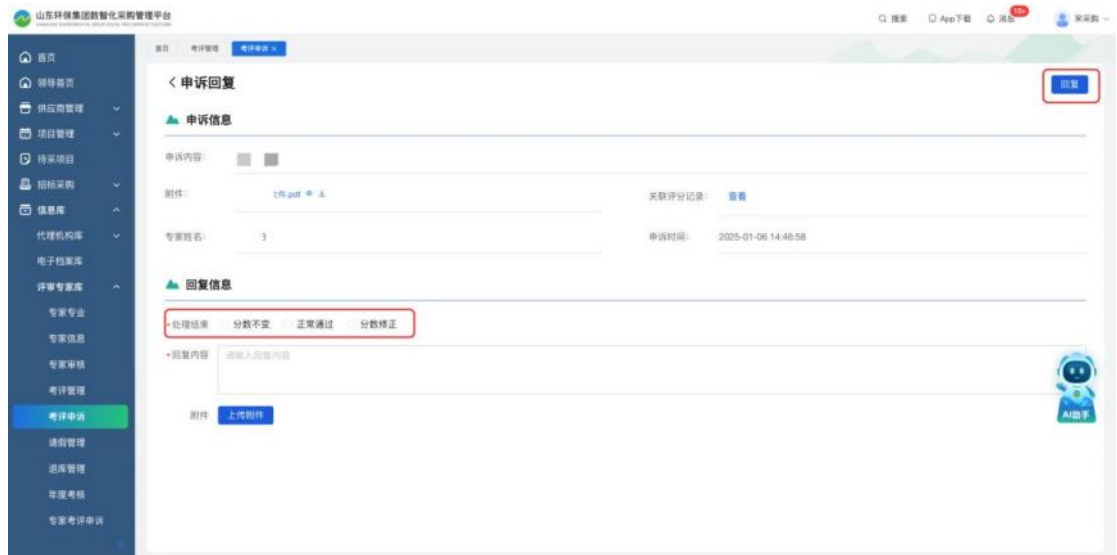 山东环保集团数智化采购管理平台
搜索 App下载 消息 10+
首页 考评管理 考评申诉 ×
首页
领导首页
供应商管理
项目管理
待采项目
招标采购
信息库
代理机构库
电子档案库
评审专家库
专家专业
专家信息
专家审核
考评管理
考评申诉
请假管理
退库管理
年度考核
专家考评申诉
申诉回复
回复
申诉信息
申诉内容:
附件: 件.pdf
关联评分记录: 查看
专家姓名: 3
申诉时间: 2025-01-06 14:46:58
回复信息
*处理结果 分数不变 正常通过 分数修正
*回复内容 请输入回复内容
附件 上传附件
AI助手